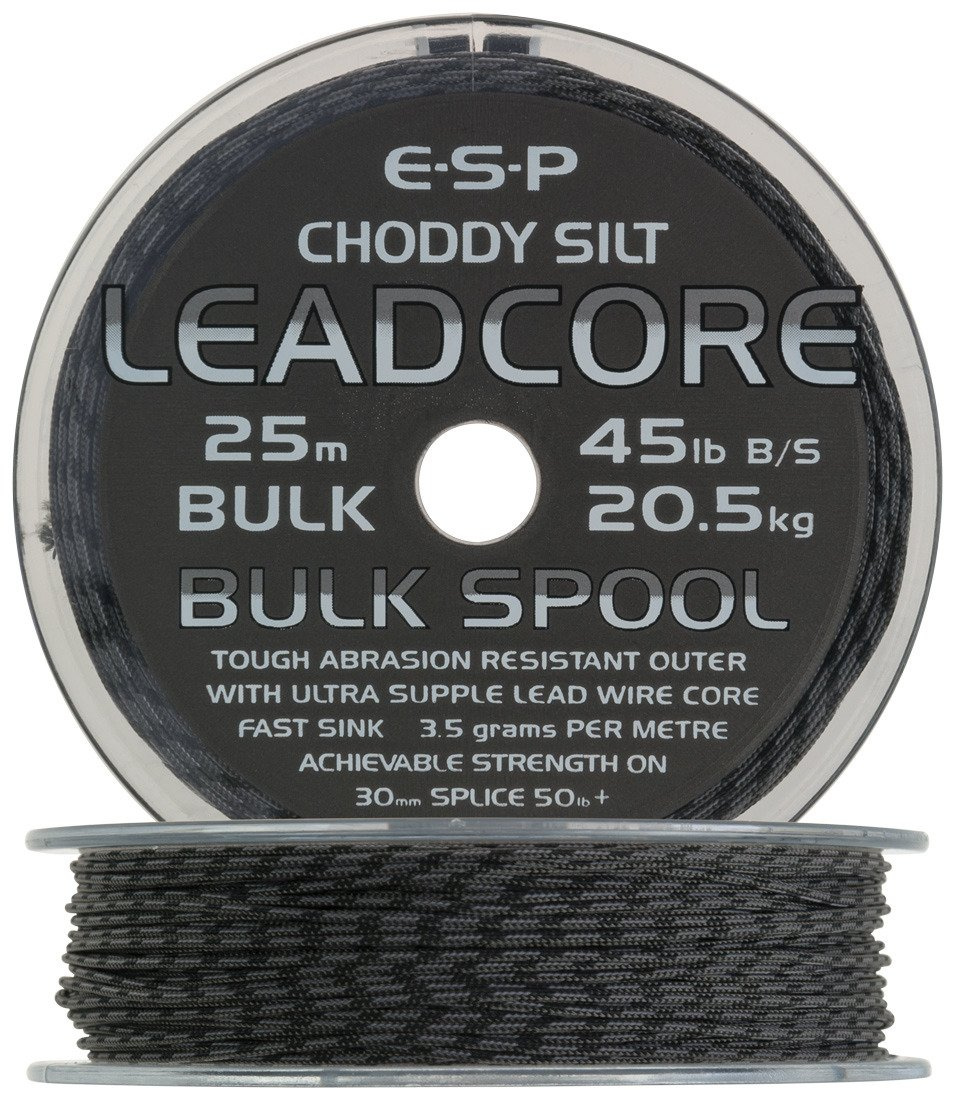 E-S-P
CHODDY SILT
LEADCORE
25m 45lb B/S
BULK 20.5kg
BULK SPOOL
TOUGH ABRASION RESISTANT OUTER
WITH ULTRA SUPPLE LEAD WIRE CORE
FAST SINK 3.5 grams PER METRE
ACHIEVABLE STRENGTH ON
30mm SPLICE 50lb+